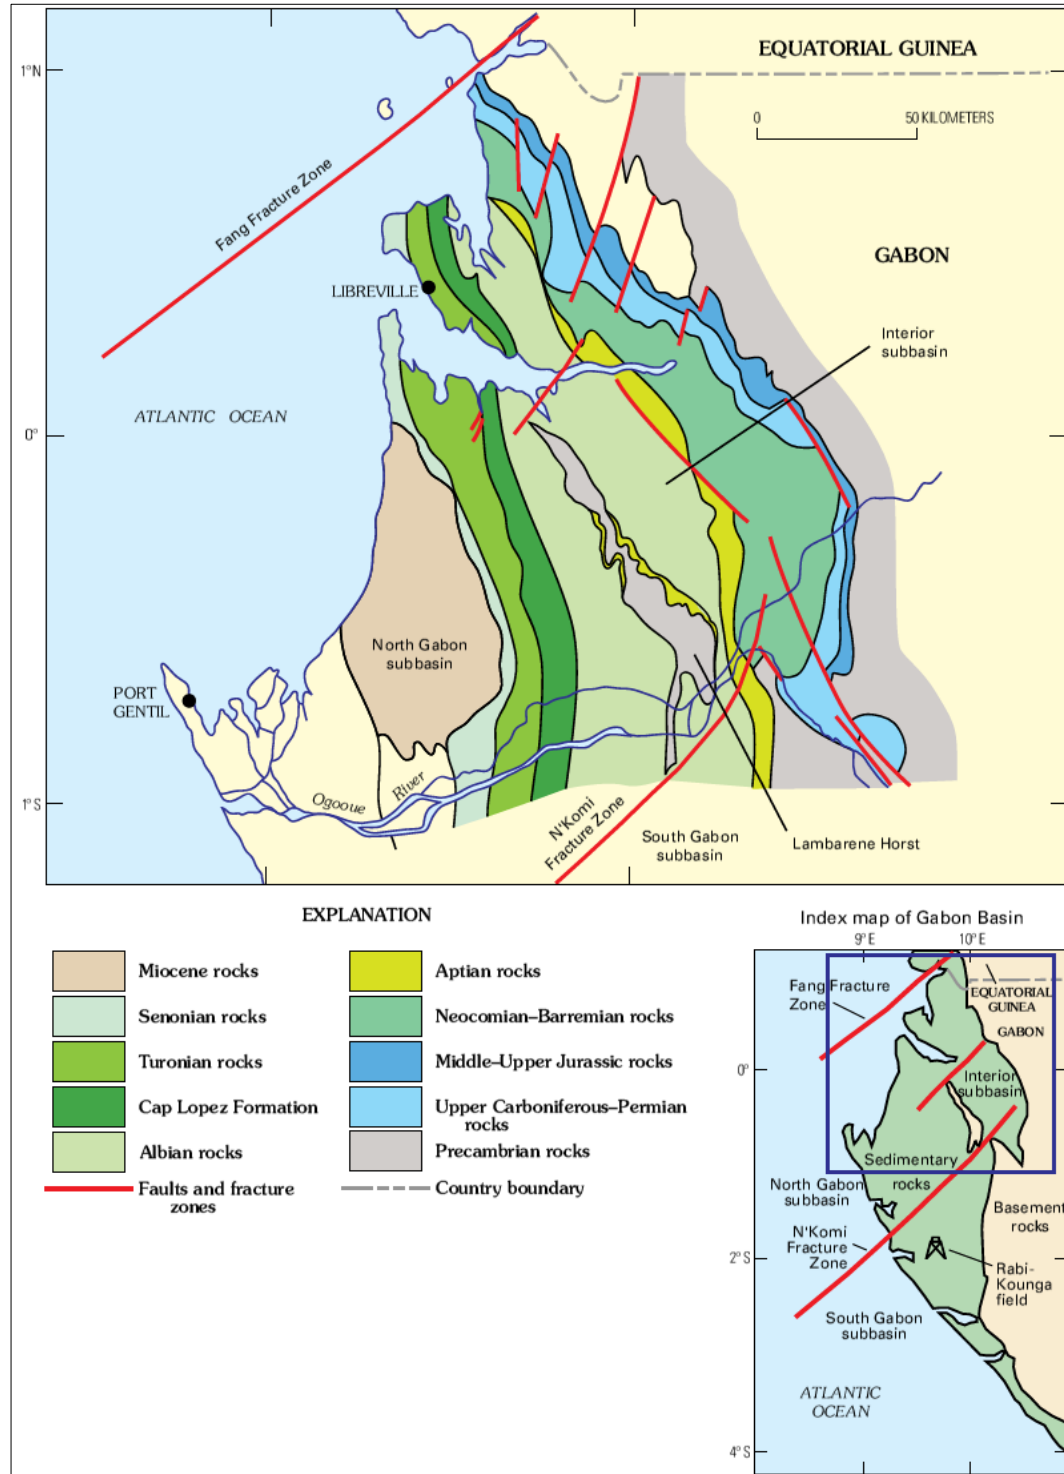 EQUATORIAL GUINEA
1°N
0
50 KILOMETERS
Fang Fracture Zone
GABON
LIBREVILLE
Interior
subbasin
ATLANTIC OCEAN
0°
North Gabon
subbasin
PORT
GENTIL
Ogooue River
1°S
N'Komi
Fracture Zone
South Gabon
subbasin
Lambarene Horst
EXPLANATION
Miocene rocks
Senonian rocks
Turonian rocks
Cap Lopez Formation
Albian rocks
Faults and fracture
zones
Aptian rocks
Neocomian–Barremian rocks
Middle–Upper Jurassic rocks
Upper Carboniferous–Permian
rocks
Precambrian rocks
Country boundary
Index map of Gabon Basin
9°E
10°E
Fang Fracture
Zone
EQUATORIAL
GUINEA
GABON
0°
Interior
subbasin
Sedimentary
rocks
North Gabon
subbasin
Basement
rocks
N'Komi
Fracture
Zone
2°S
Rabi-
Kounga
field
South Gabon
subbasin
ATLANTIC
OCEAN
4°S